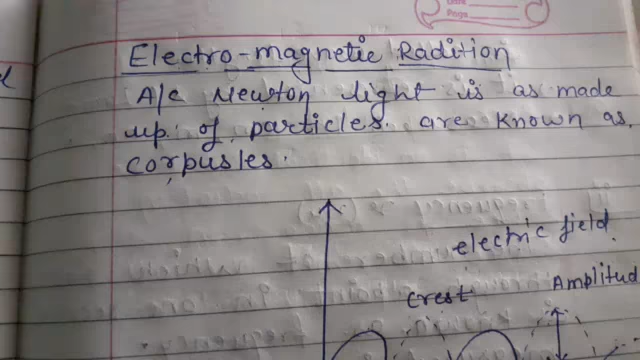 Electro-magnetic Radition
A/c Newton light is as made
up of particles. are known as
corpusles.
electric field
crest
Amplitud